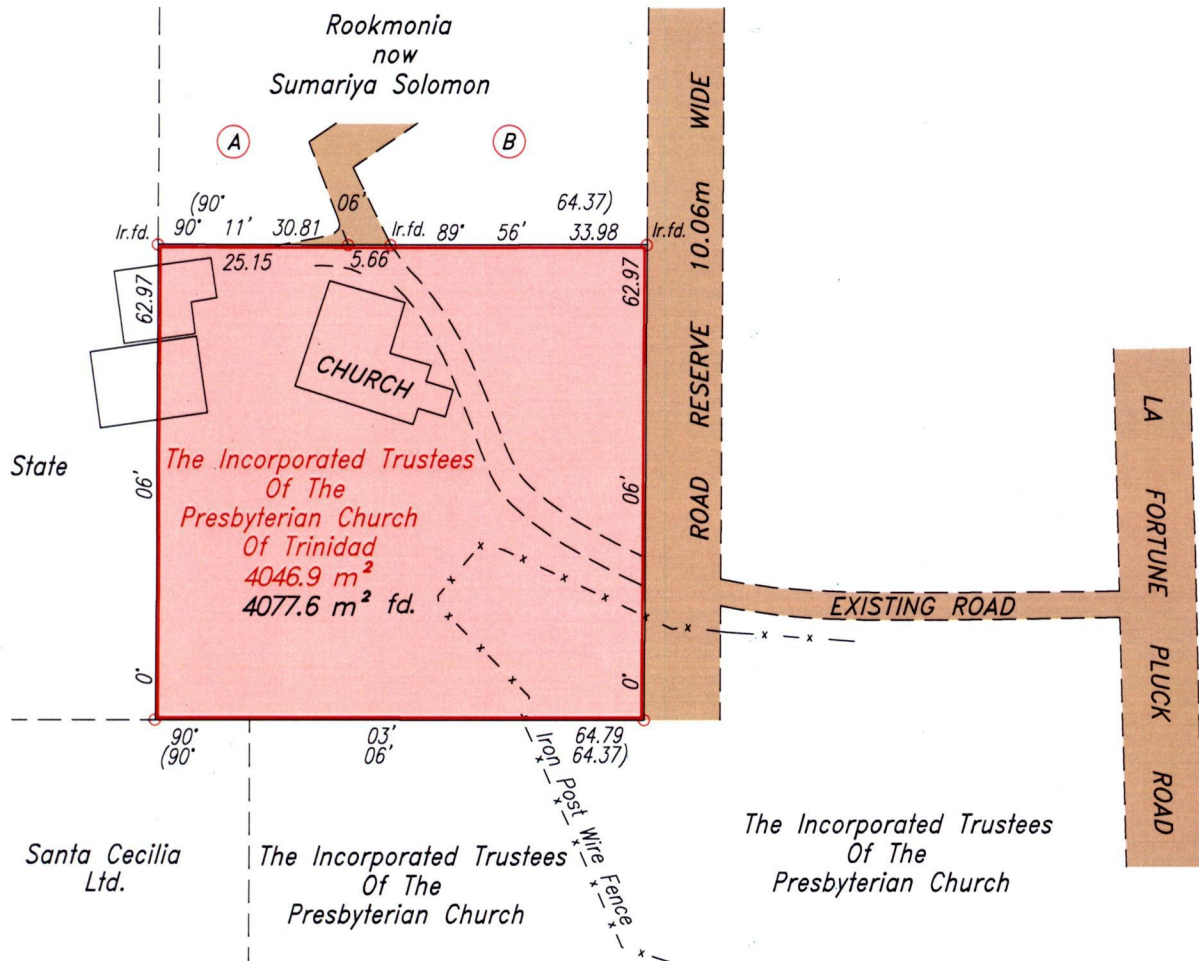 Rookmonia
now
Sumariya Solomon
A
B
(90° 06' 64.37)
Ir.fd. 90° 11' 30.81 Ir.fd. 89° 56' 33.98 Ir.fd.
25.15 5.66
62.97
06'
0°
62.97
06'
0°
CHURCH
State
The Incorporated Trustees
Of The
Presbyterian Church
Of Trinidad
4046.9 m²
4077.6 m² fd.
ROAD RESERVE 10.06m WIDE
EXISTING ROAD
LA FORTUNE PLUCK ROAD
90° 03' 64.79
(90° 06' 64.37)
Iron Post Wire Fence
Santa Cecilia
Ltd.
The Incorporated Trustees
Of The
Presbyterian Church
The Incorporated Trustees
Of The
Presbyterian Church